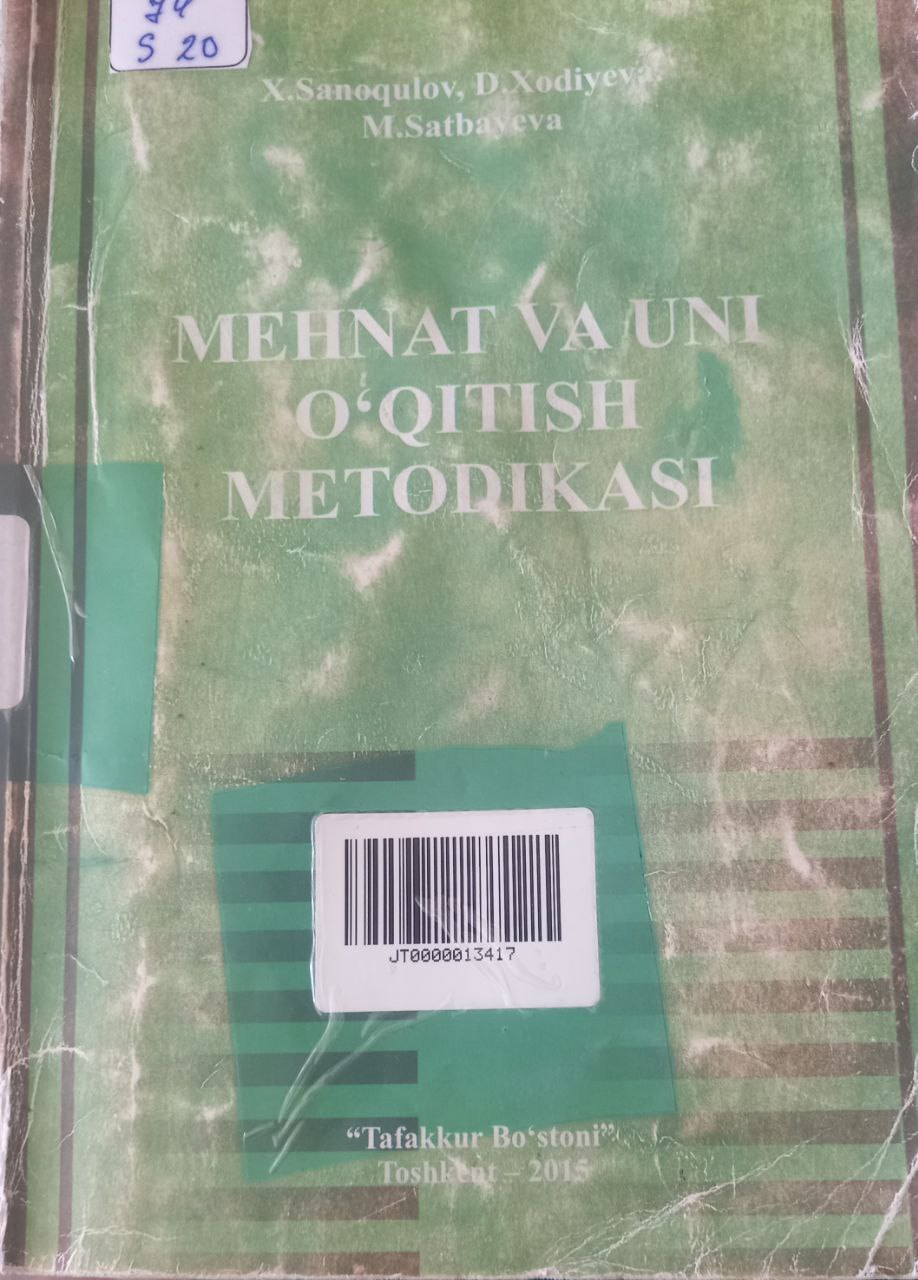 S 20
X.Sanoqulov, D.Xodiyeva,
M.Satbayeva
MEHNAT VA UNI
O‘QITISH
METODIKASI
JT0000013417
“Tafakkur Bo‘stoni”
Toshkent – 2015